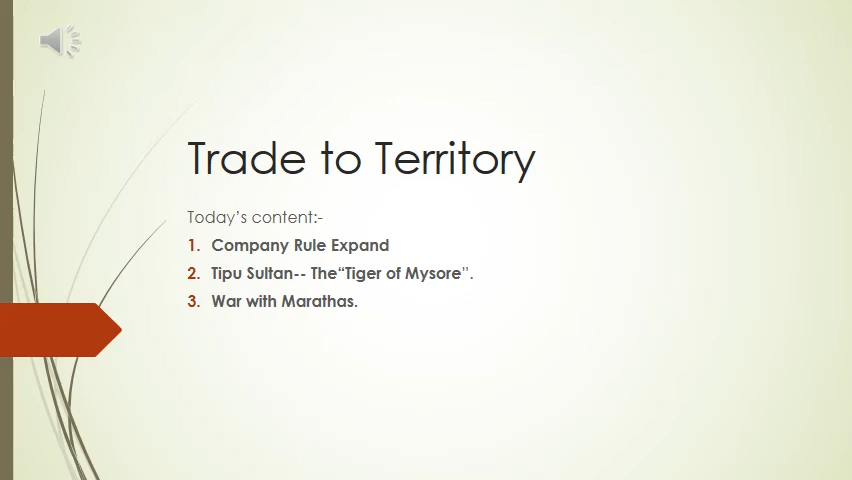 Trade to Territory
Today's content:-
1. Company Rule Expand
2. Tipu Sultan-- The“Tiger of Mysore”.
3. War with Marathas.